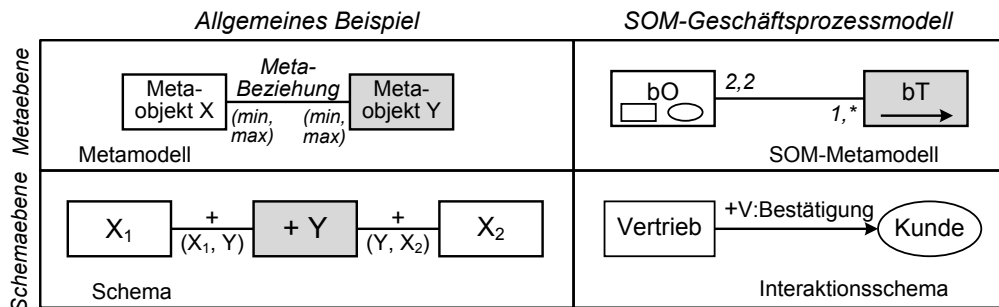 Allgemeines Beispiel
SOM-Geschäftsprozessmodell
Metaebene
Meta-
objekt X
Meta-
Beziehung
(min,
max)
(min,
max)
Meta-
objekt Y
Metamodell
bO
2,2
1,*
bT
SOM-Metamodell
Schemaebene
X₁
+
(X₁, Y)
+ Y
+
(Y, X₂)
X₂
Schema
Vertrieb
+V:Bestätigung
Kunde
Interaktionsschema